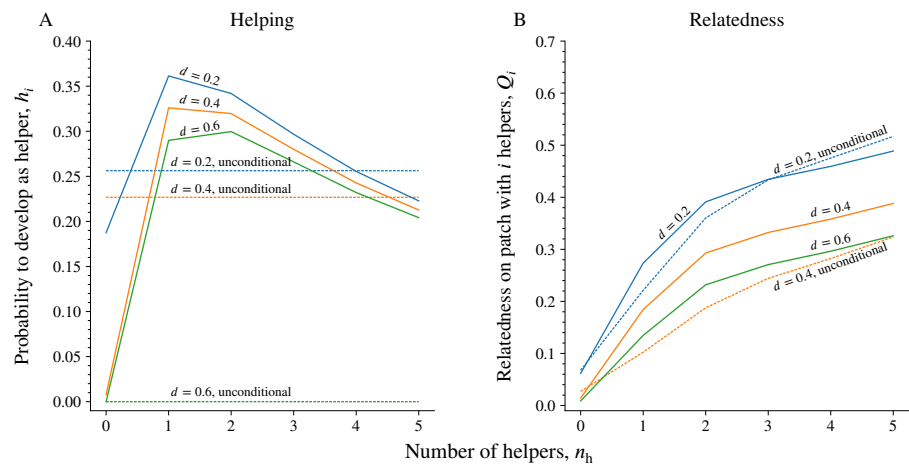 A
Helping
Probability to develop as helper, h_i
0.40
0.35
0.30
0.25
0.20
0.15
0.10
0.05
0.00
d = 0.2
d = 0.4
d = 0.6
d = 0.2, unconditional
d = 0.4, unconditional
d = 0.6, unconditional
0 1 2 3 4 5
B
Relatedness
Relatedness on patch with i helpers, Q_i
0.7
0.6
0.5
0.4
0.3
0.2
0.1
0.0
d = 0.2, unconditional
d = 0.2
d = 0.4
d = 0.6
d = 0.4, unconditional
0 1 2 3 4 5
Number of helpers, n_h